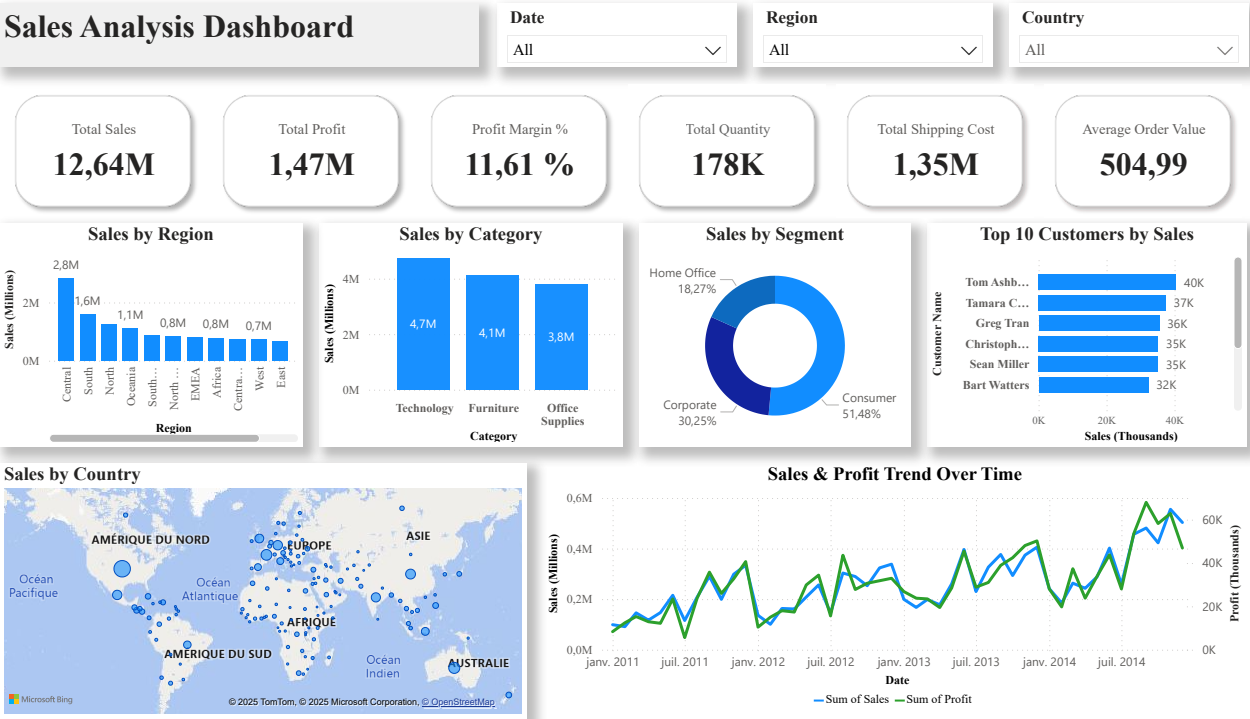 Sales Analysis Dashboard
Date
All
Region
All
Country
All
Total Sales
12,64M
Total Profit
1,47M
Profit Margin %
11,61 %
Total Quantity
178K
Total Shipping Cost
1,35M
Average Order Value
504,99
Sales by Region
Sales (Millions)
2M
0M
2,8M
1,6M
1,1M
0,8M
0,8M
0,7M
Central
South
North
Oceania
South...
North ...
EMEA
Africa
Centra...
West
East
Region
Sales by Category
Sales (Millions)
4M
2M
0M
4,7M
4,1M
3,8M
Technology
Furniture
Office
Supplies
Category
Sales by Segment
Home Office
18,27%
Corporate
30,25%
Consumer
51,48%
Top 10 Customers by Sales
Customer Name
Tom Ashb...
40K
Tamara C...
37K
Greg Tran
36K
Christoph...
35K
Sean Miller
35K
Bart Watters
32K
0K
20K
40K
Sales (Thousands)
Sales by Country
AMÉRIQUE DU NORD
EUROPE
ASIE
Océan
Pacifique
Océan
Atlantique
AFRIQUE
AMÉRIQUE DU SUD
Océan
Indien
AUSTRALIE
Microsoft Bing
© 2025 TomTom, © 2025 Microsoft Corporation, © OpenStreetMap
Sales & Profit Trend Over Time
Sales (Millions)
0,6M
0,4M
0,2M
0,0M
60K
40K
20K
0K
Profit (Thousands)
janv. 2011
juil. 2011
janv. 2012
juil. 2012
janv. 2013
juil. 2013
janv. 2014
juil. 2014
Date
Sum of Sales
Sum of Profit